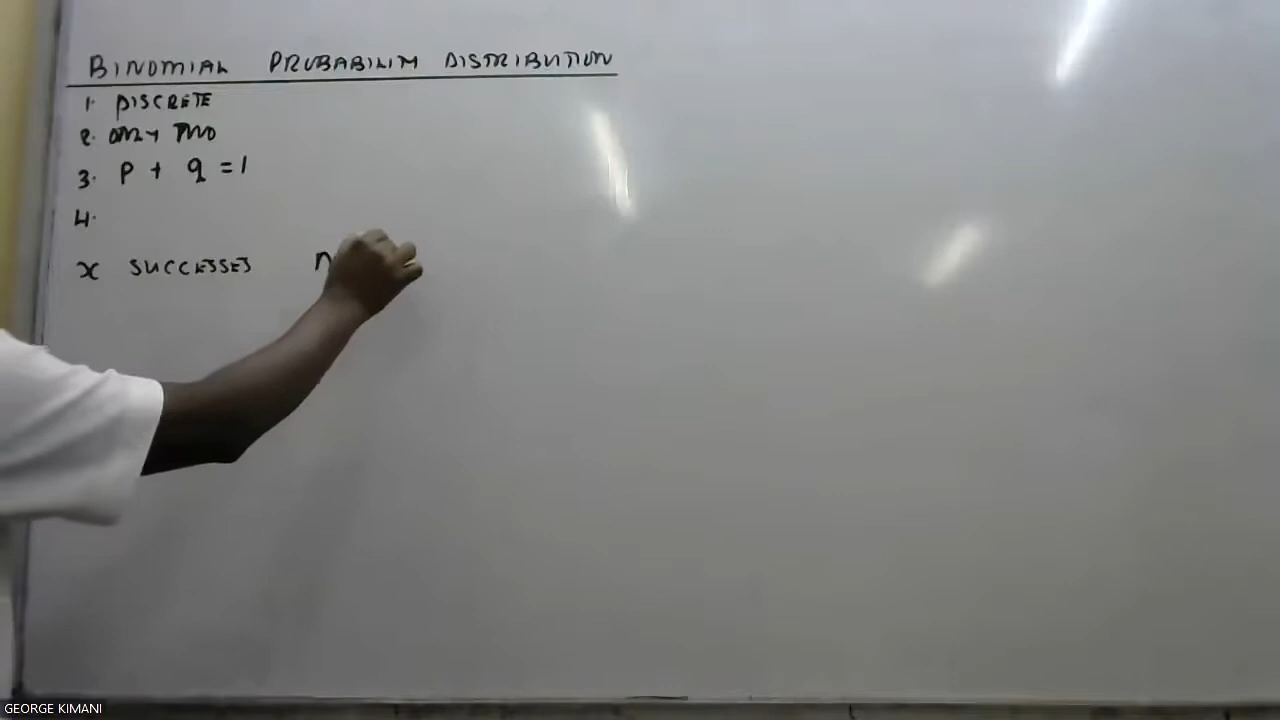 BINOMIAL PROBABILITY DISTRIBUTION
1. DISCRETE
2. ONLY TWO
3. P + q = 1
4.
x SUCCESSES n
GEORGE KIMANI